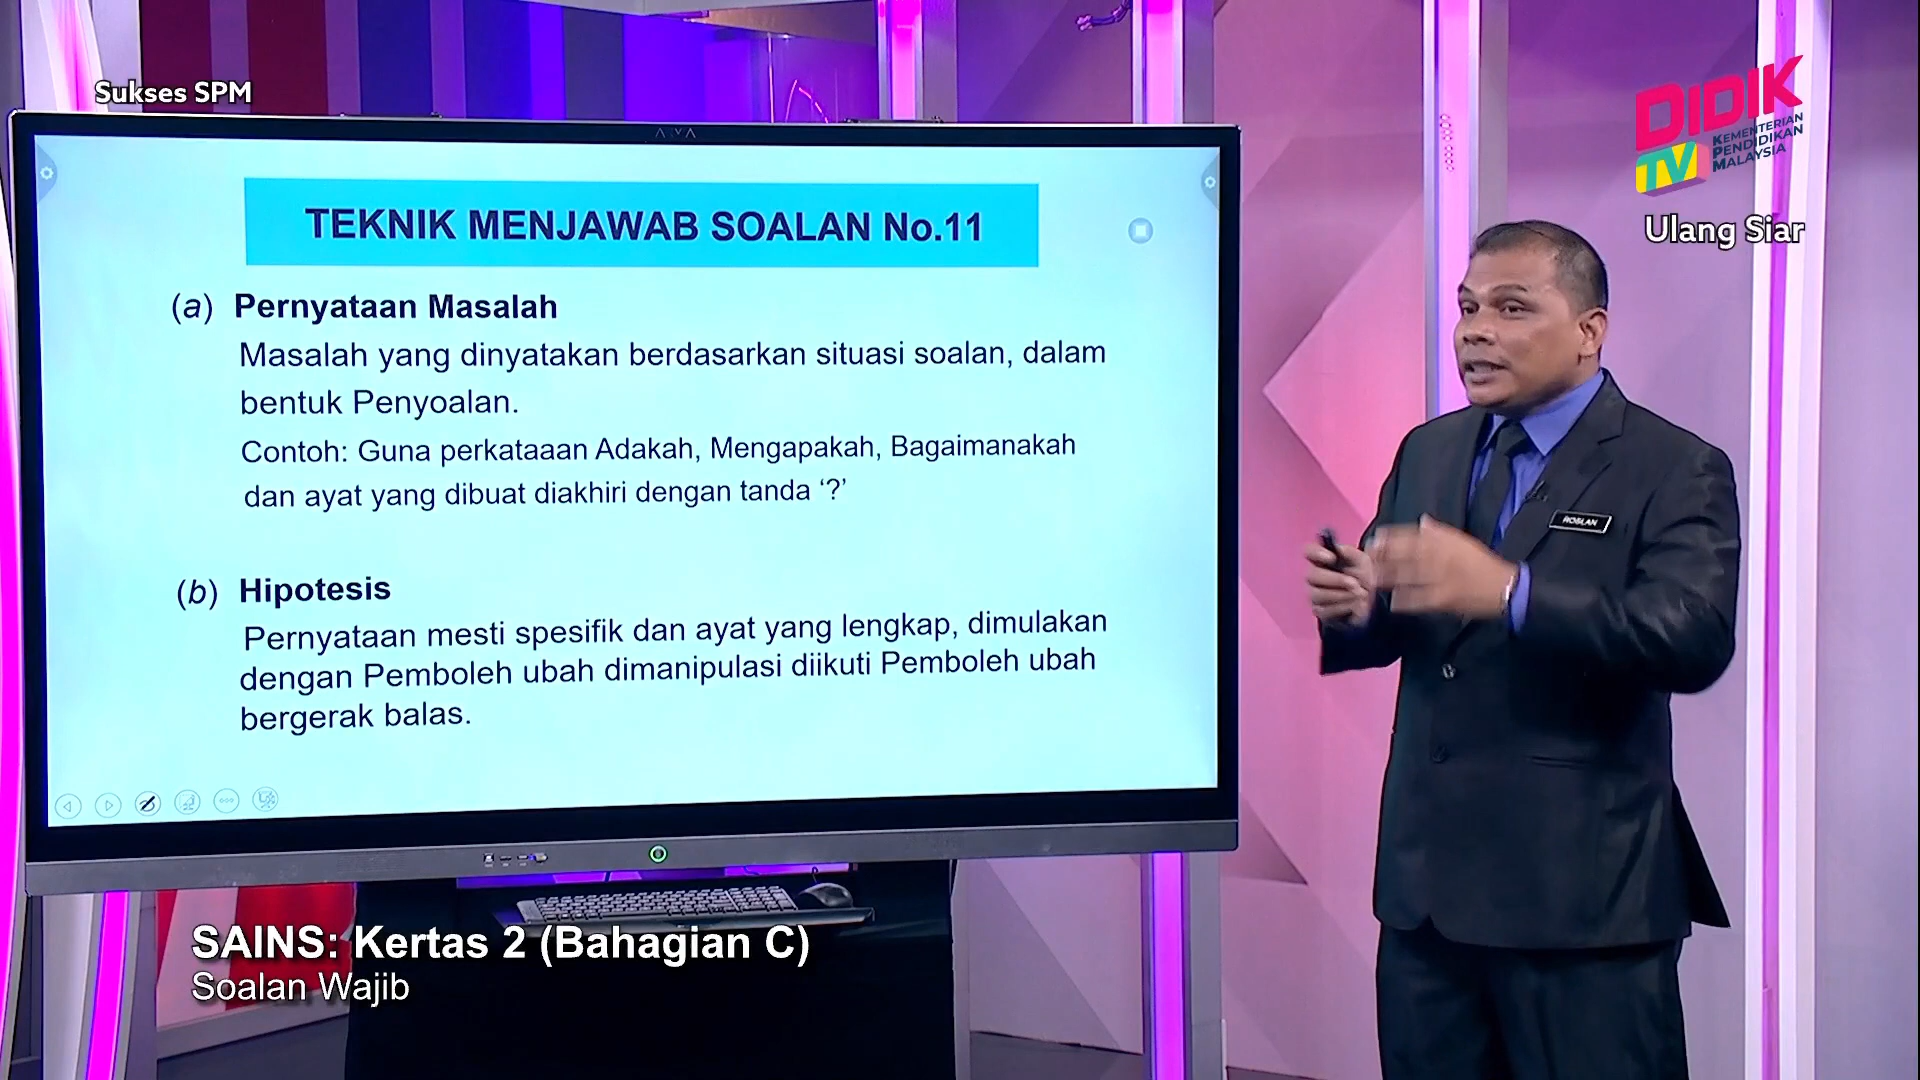 Sukses SPM
DIDIK
TV
KEMENTERIAN
PENDIDIKAN
MALAYSIA
Ulang Siar
TEKNIK MENJAWAB SOALAN No.11
(a) Pernyataan Masalah
Masalah yang dinyatakan berdasarkan situasi soalan, dalam
bentuk Penyoalan.
Contoh: Guna perkataaan Adakah, Mengapakah, Bagaimanakah
dan ayat yang dibuat diakhiri dengan tanda ‘?’
(b) Hipotesis
Pernyataan mesti spesifik dan ayat yang lengkap, dimulakan
dengan Pemboleh ubah dimanipulasi diikuti Pemboleh ubah
bergerak balas.
ROSLAN
SAINS: Kertas 2 (Bahagian C)
Soalan Wajib